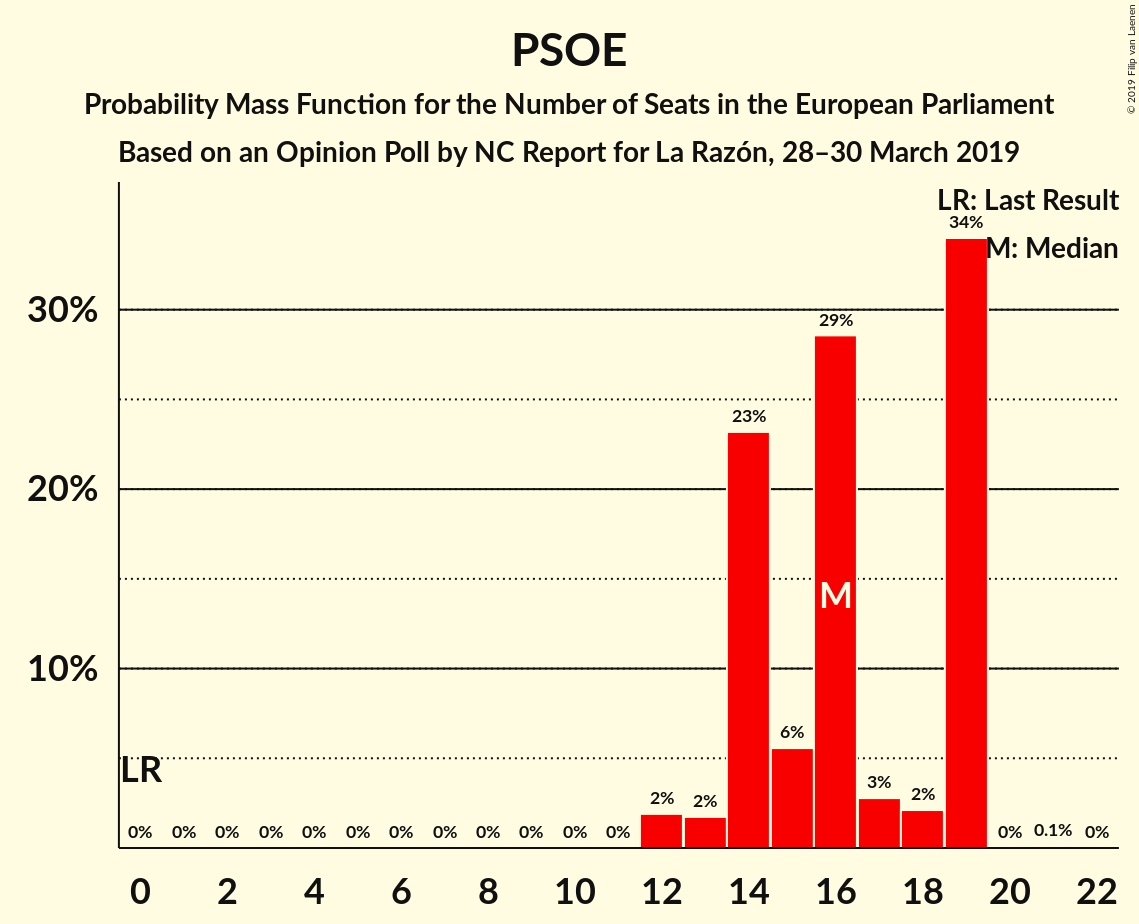 PSOE
Probability Mass Function for the Number of Seats in the European Parliament
Based on an Opinion Poll by NC Report for La Razón, 28–30 March 2019
© 2019 Filip van Laenen
LR: Last Result
M: Median
30%
20%
10%
34%
29%
23%
M
6%
LR
0% 0% 0% 0% 0% 0% 0% 0% 0% 0% 0% 0% 2% 2% 3% 2% 0% 0.1% 0%
0 2 4 6 8 10 12 14 16 18 20 22